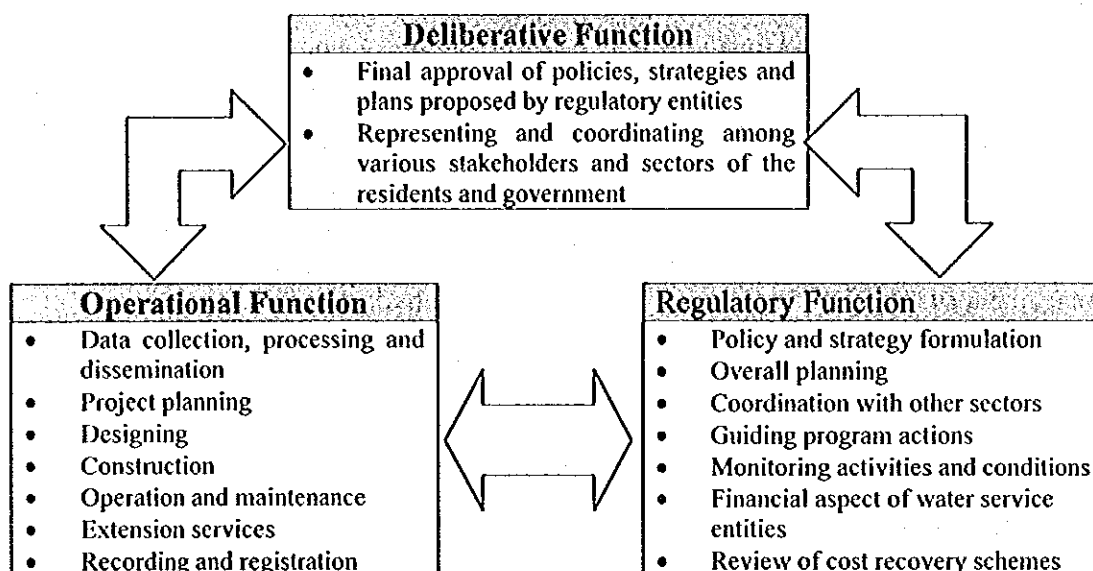 Deliberative Function
• Final approval of policies, strategies and
plans proposed by regulatory entities
• Representing and coordinating among
various stakeholders and sectors of the
residents and government
Operational Function
• Data collection, processing and
dissemination
• Project planning
• Designing
• Construction
• Operation and maintenance
• Extension services
• Recording and registration
Regulatory Function
• Policy and strategy formulation
• Overall planning
• Coordination with other sectors
• Guiding program actions
• Monitoring activities and conditions
• Financial aspect of water service
entities
• Review of cost recovery schemes